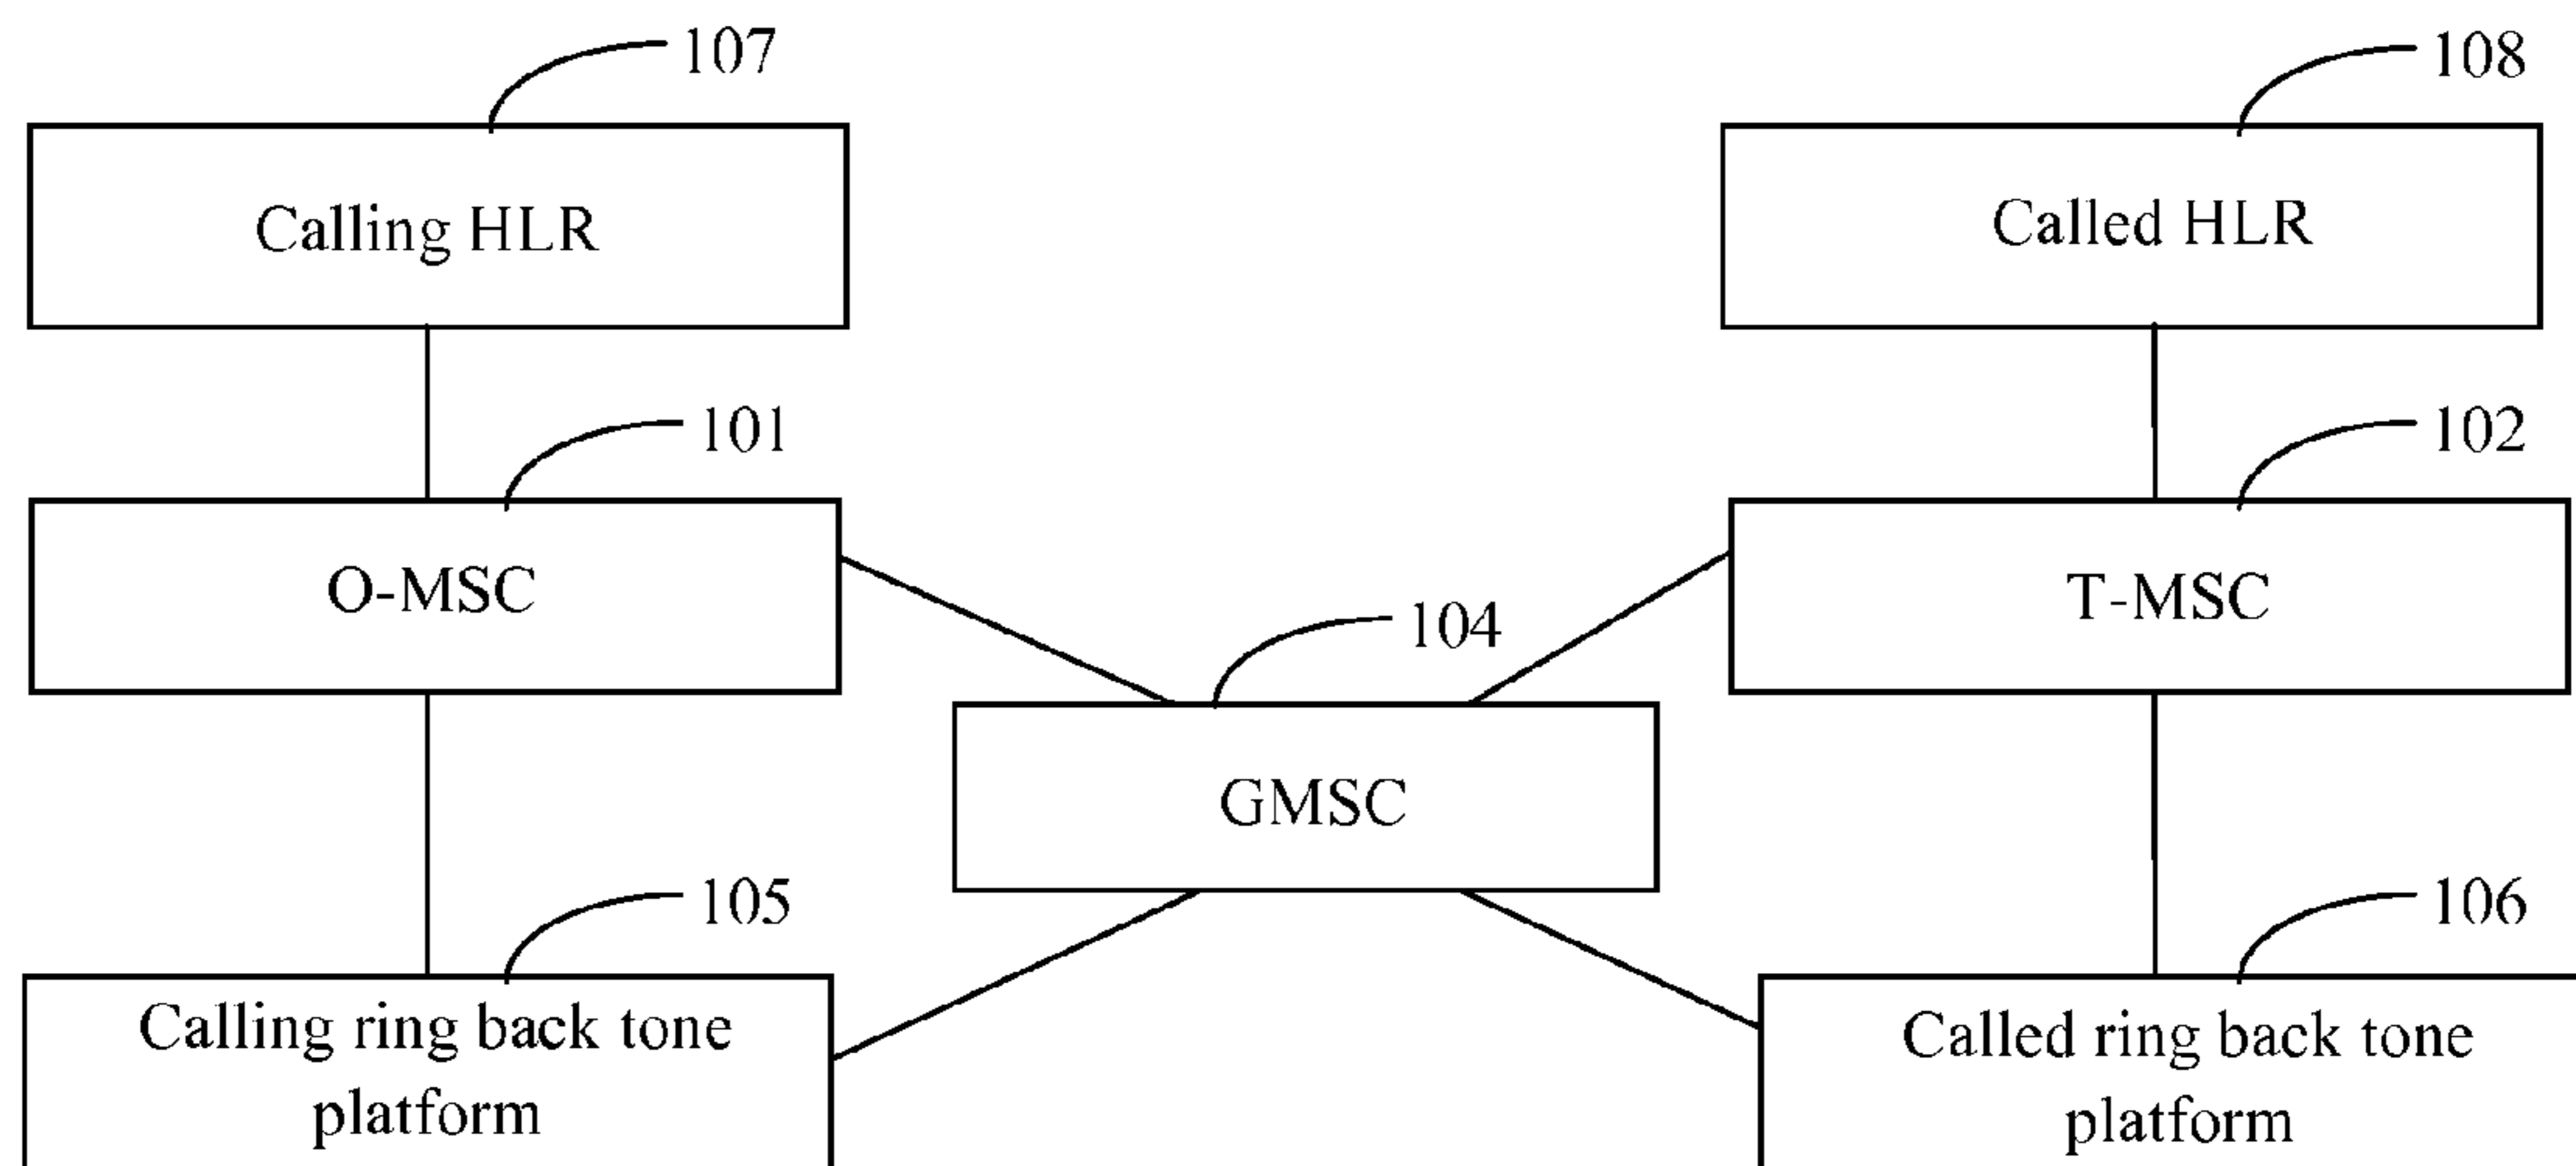 107
108
Calling HLR
Called HLR
101
102
O-MSC
T-MSC
104
GMSC
105
106
Calling ring back tone
platform
Called ring back tone
platform